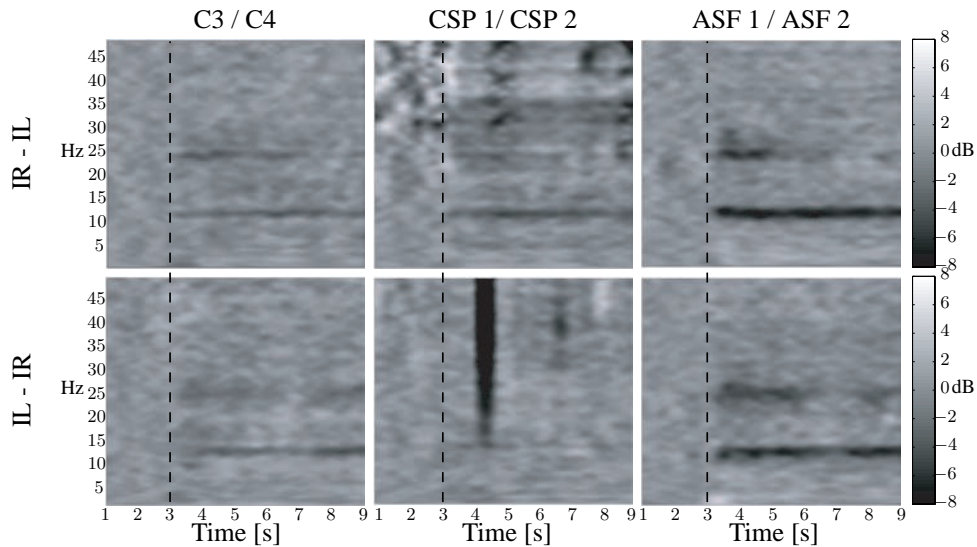 C3 / C4
CSP 1/ CSP 2
ASF 1 / ASF 2
IR - IL
Hz
45
40
35
30
25
20
15
10
5
8
6
4
2
0 dB
−2
−4
−6
−8
IL - IR
Hz
45
40
35
30
25
20
15
10
5
8
6
4
2
0 dB
−2
−4
−6
−8
1 2 3 4 5 6 7 8 9
1 2 3 4 5 6 7 8 9
1 2 3 4 5 6 7 8 9
Time [s]
Time [s]
Time [s]